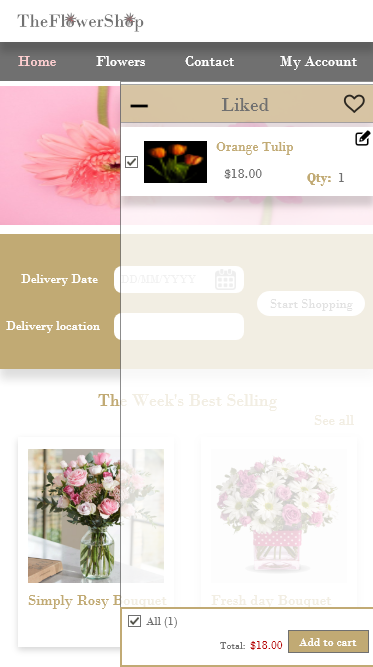 TheFlowerShop
Home Flowers Contact My Account
Liked
Orange Tulip
$18.00
Qty: 1
Delivery Date DD/MM/YYYY
Start Shopping
Delivery location
The Week's Best Selling
See all
Simply Rosy Bouquet Fresh day Bouquet
All (1)
Total: $18.00 Add to cart